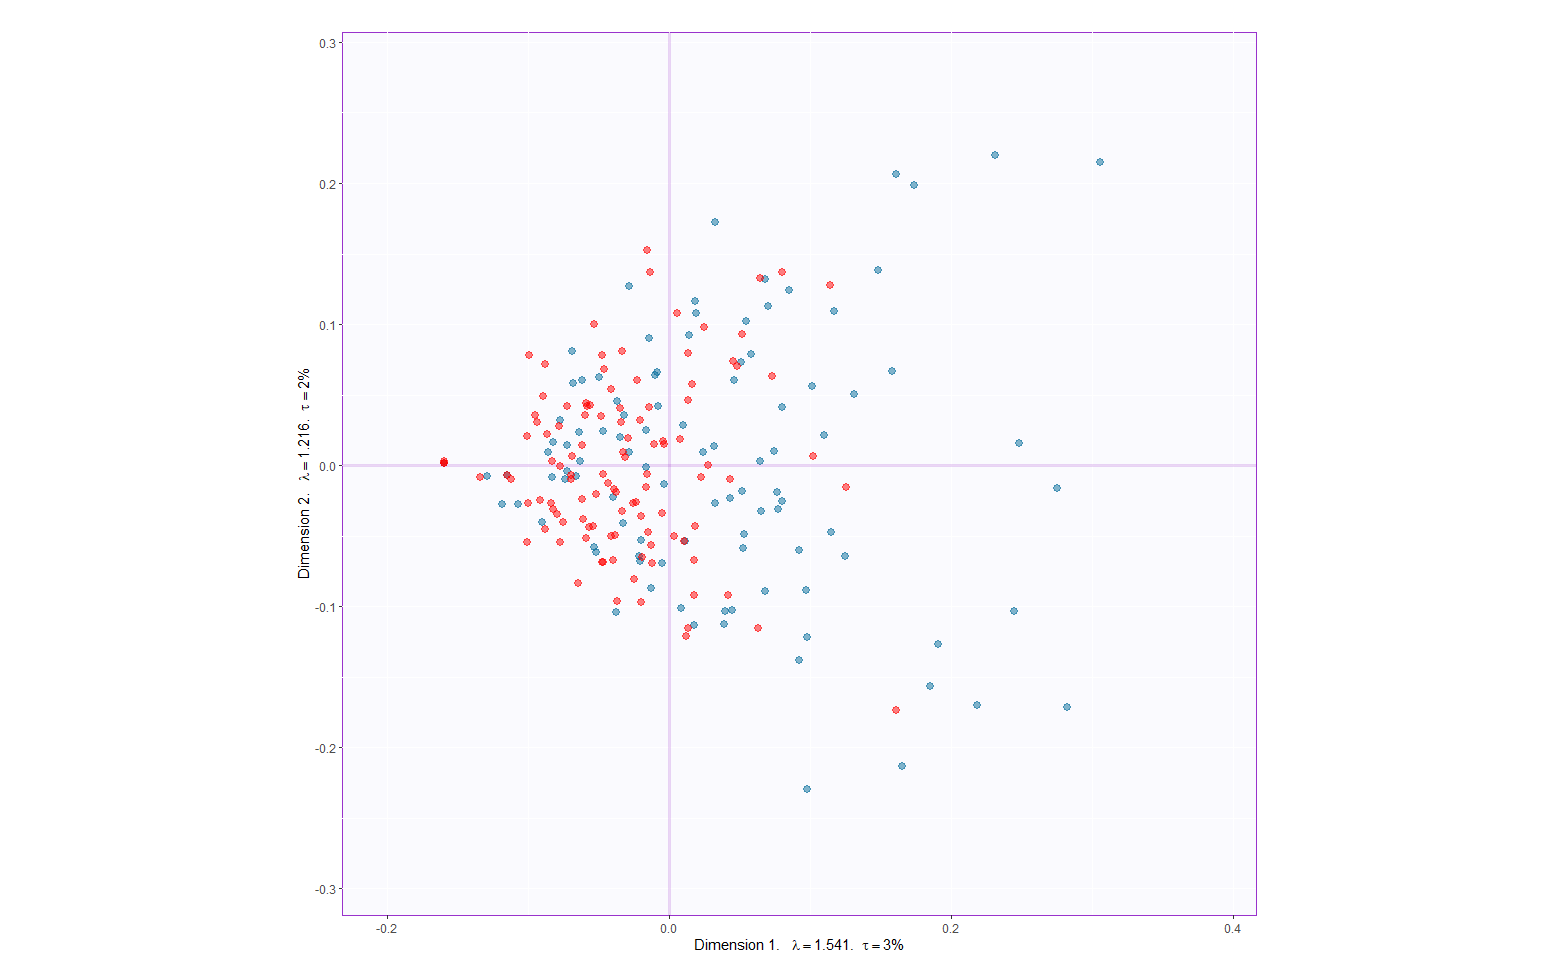 0.3
0.2
0.1
0.0
-0.1
-0.2
-0.3
Dimension 2. λ = 1.216. τ = 2%
-0.2 0.0 0.2 0.4
Dimension 1. λ = 1.541. τ = 3%